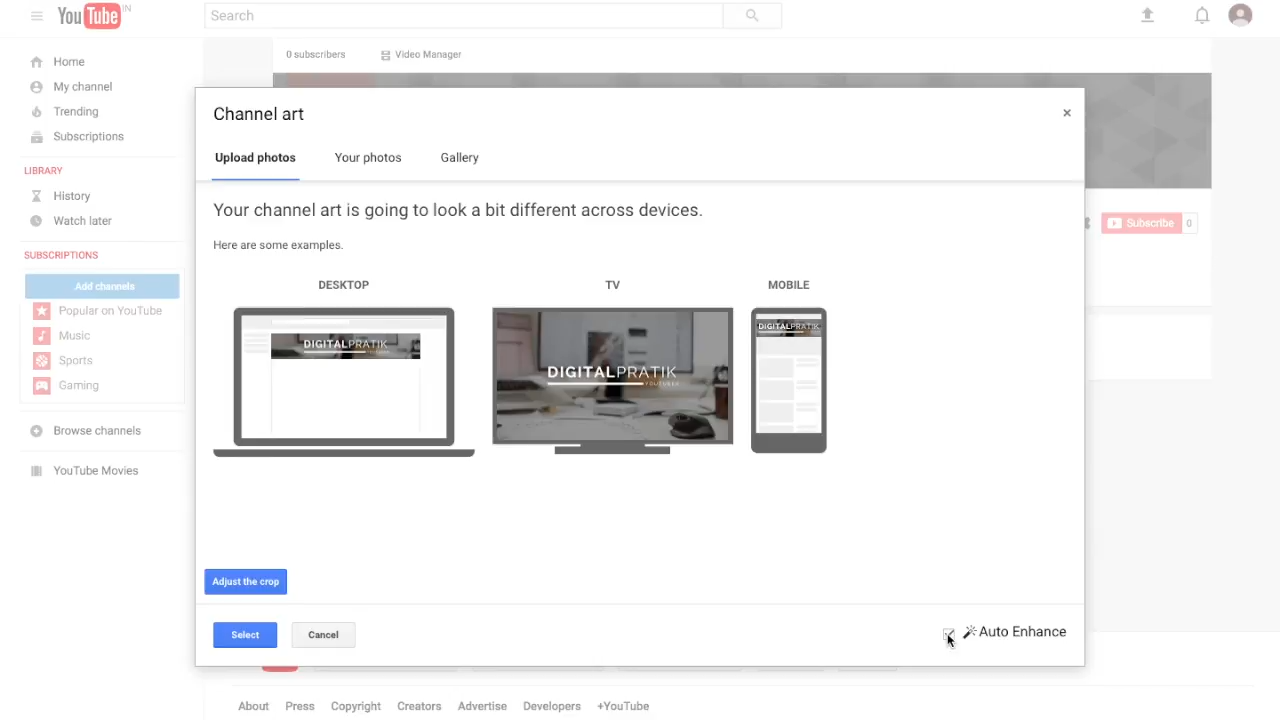 YouTube IN
Search
0 subscribers
Video Manager
Home
My channel
Trending
Subscriptions
LIBRARY
History
Watch later
SUBSCRIPTIONS
Add channels
Popular on YouTube
Music
Sports
Gaming
Browse channels
YouTube Movies
Channel art
×
Upload photos
Your photos
Gallery
Your channel art is going to look a bit different across devices.
Here are some examples.
DESKTOP
TV
MOBILE
DIGITALPRATIK
DIGITALPRATIK
YOUTUBER
DIGITALPRATIK
Adjust the crop
Select
Cancel
Auto Enhance
Subscribe
0
About
Press
Copyright
Creators
Advertise
Developers
+YouTube